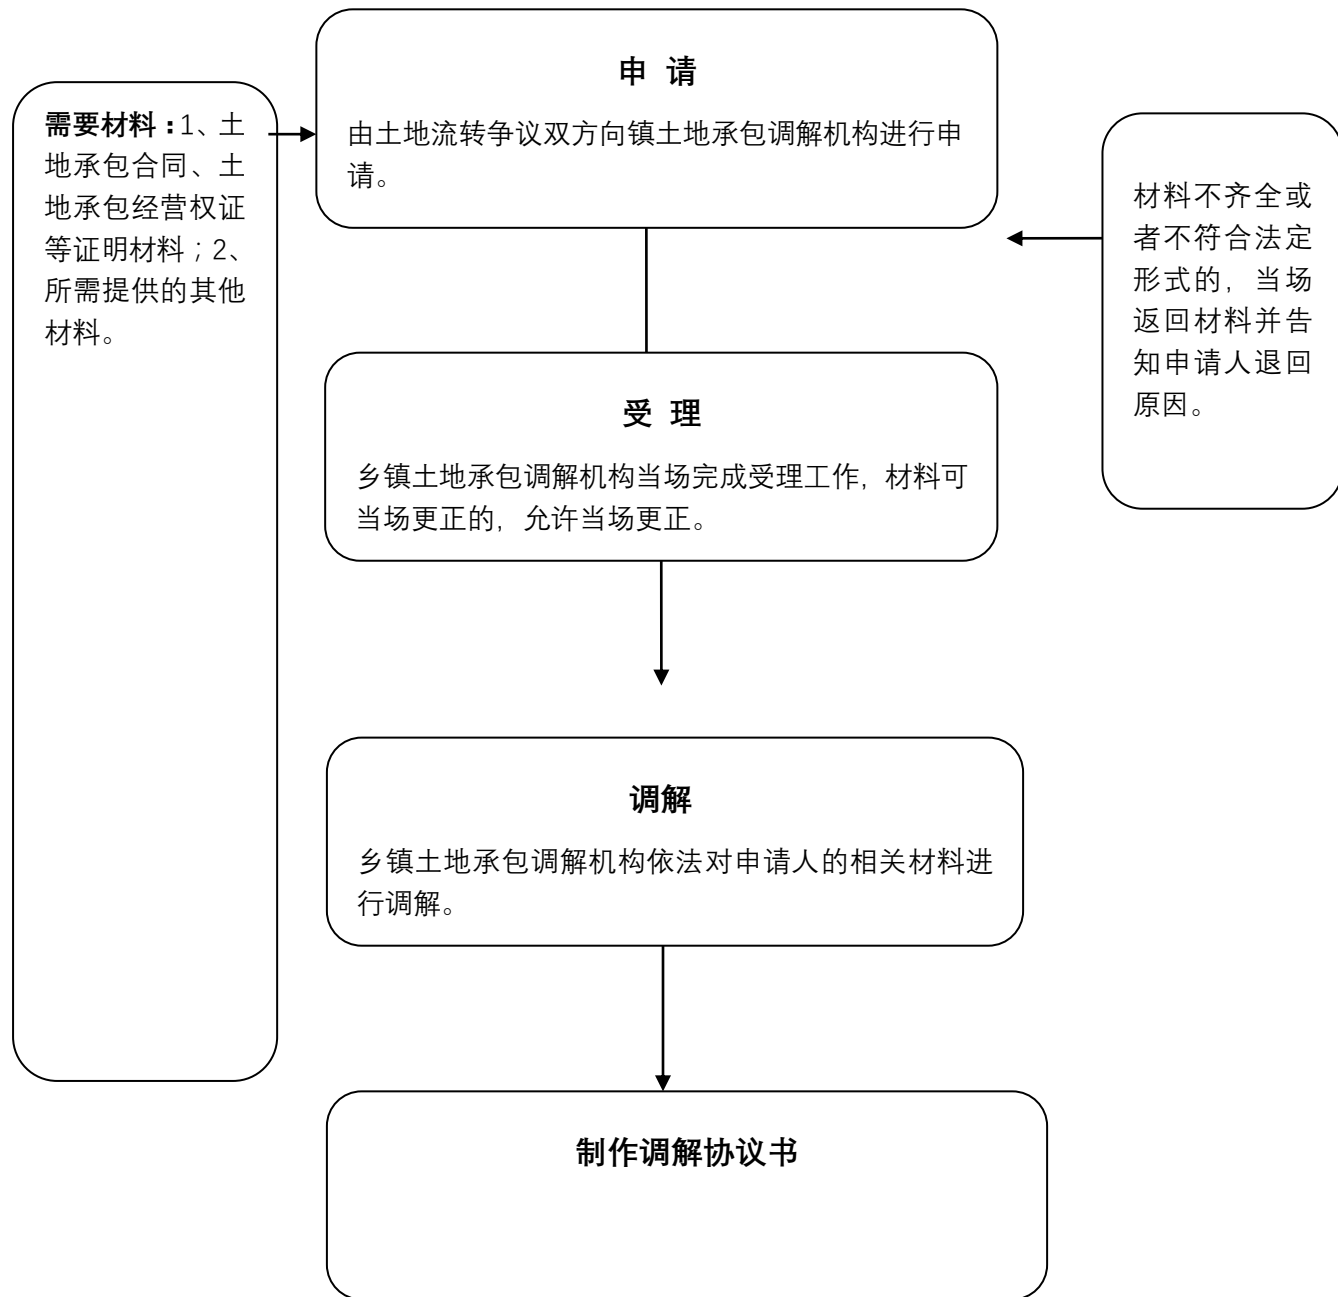 申 请
由土地流转争议双方向镇土地承包调解机构进行申
请。
需要材料：1、土
地承包合同、土
地承包经营权证
等证明材料；2、
所需提供的其他
材料。
材料不齐全或
者不符合法定
形式的，当场
返回材料并告
知申请人退回
原因。
受 理
乡镇土地承包调解机构当场完成受理工作，材料可
当场更正的，允许当场更正。
调解
乡镇土地承包调解机构依法对申请人的相关材料进
行调解。
制作调解协议书